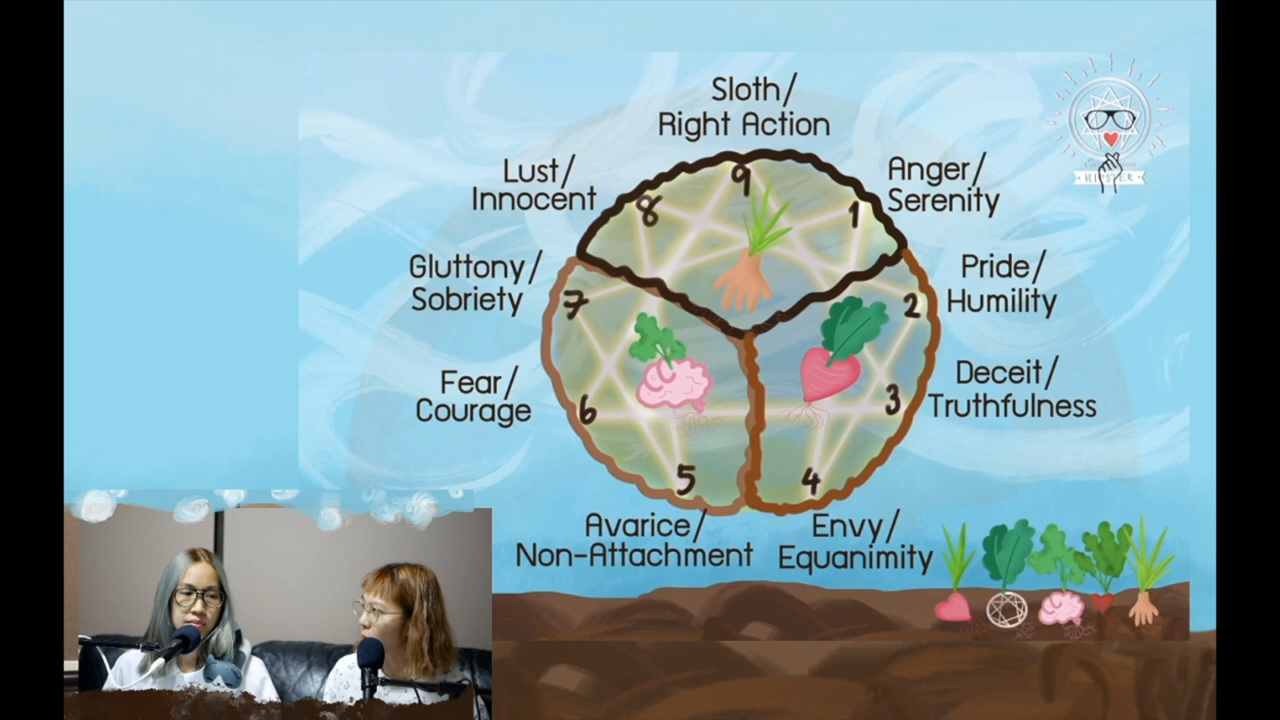 Sloth/
Right Action
Lust/
Innocent
Anger/
Serenity
9
8
1
Gluttony/
Sobriety
Pride/
Humility
7
2
Fear/
Courage
Deceit/
Truthfulness
6
3
5
4
Avarice/
Non-Attachment
Envy/
Equanimity
HIPSTER